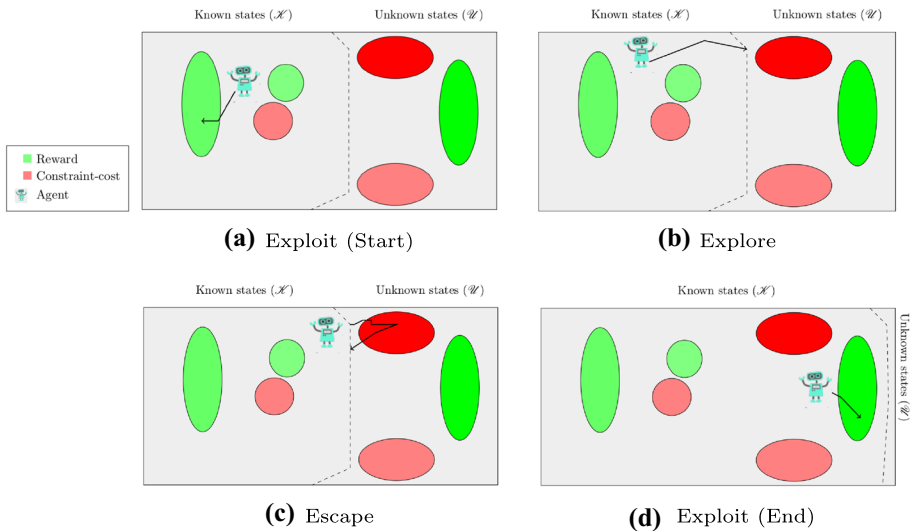 Known states (𝒦)
Unknown states (𝒰)
Known states (𝒦)
Unknown states (𝒰)
Reward
Constraint-cost
Agent
(a) Exploit (Start)
(b) Explore
Known states (𝒦)
Unknown states (𝒰)
Known states (𝒦)
Unknown states (𝒰)
(c) Escape
(d) Exploit (End)